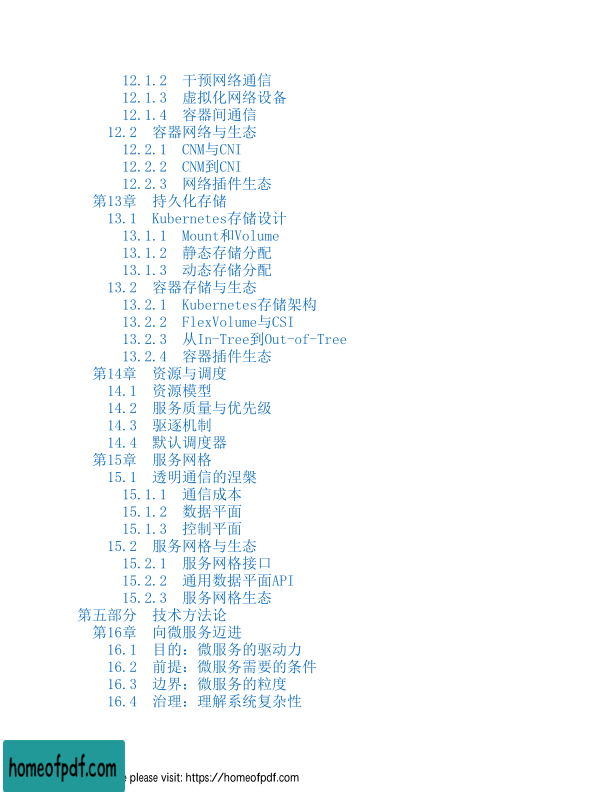 12.1.2 干预网络通信
12.1.3 虚拟化网络设备
12.1.4 容器间通信
12.2 容器网络与生态
12.2.1 CNM与CNI
12.2.2 CNM到CNI
12.2.3 网络插件生态
第13章 持久化存储
13.1 Kubernetes存储设计
13.1.1 Mount和Volume
13.1.2 静态存储分配
13.1.3 动态存储分配
13.2 容器存储与生态
13.2.1 Kubernetes存储架构
13.2.2 FlexVolume与CSI
13.2.3 从In-Tree到Out-of-Tree
13.2.4 容器插件生态
第14章 资源与调度
14.1 资源模型
14.2 服务质量与优先级
14.3 驱逐机制
14.4 默认调度器
第15章 服务网格
15.1 透明通信的涅槃
15.1.1 通信成本
15.1.2 数据平面
15.1.3 控制平面
15.2 服务网格与生态
15.2.1 服务网格接口
15.2.2 通用数据平面API
15.2.3 服务网格生态
第五部分 技术方法论
第16章 向微服务迈进
16.1 目的：微服务的驱动力
16.2 前提：微服务需要的条件
16.3 边界：微服务的粒度
16.4 治理：理解系统复杂性
homeofpdf.com
please visit: https://homeofpdf.com